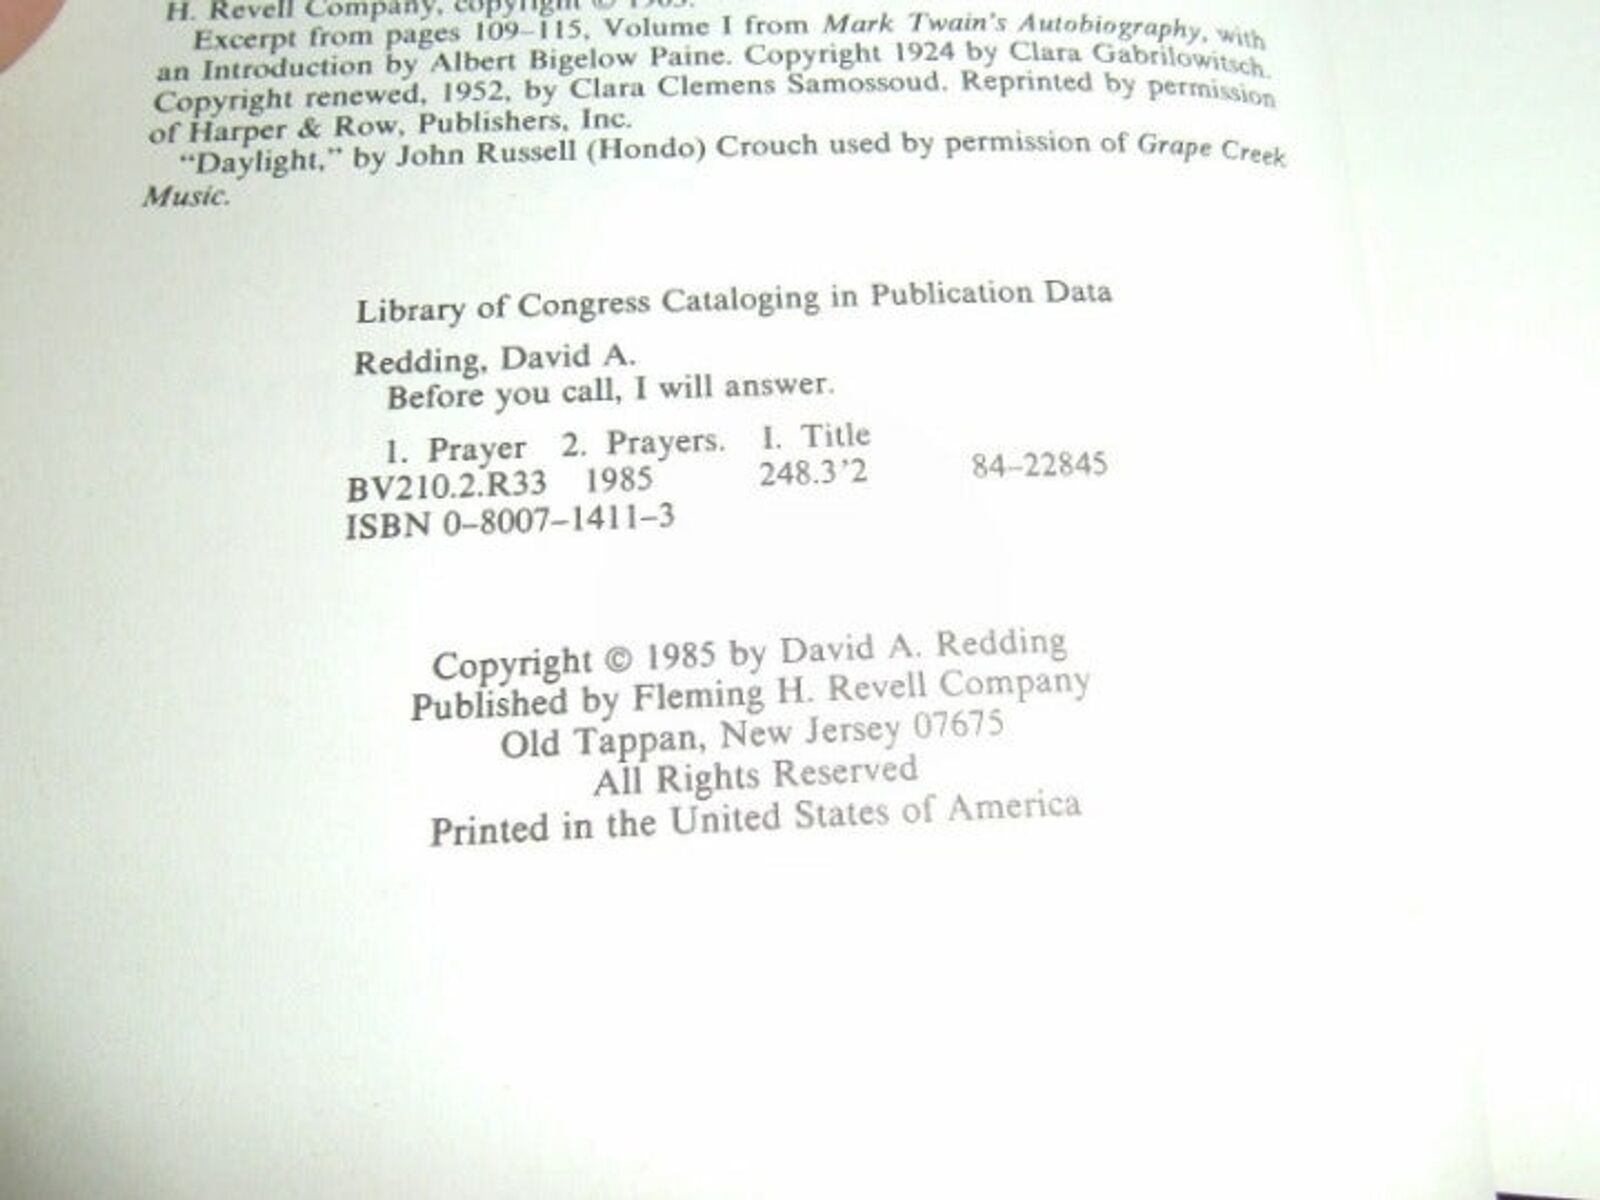 H. Revell Company, copyright ©
Excerpt from pages 109–115, Volume I from Mark Twain's Autobiography, with
an Introduction by Albert Bigelow Paine. Copyright 1924 by Clara Gabrilowitsch.
Copyright renewed, 1952, by Clara Clemens Samossoud. Reprinted by permission
of Harper & Row, Publishers, Inc.
“Daylight,” by John Russell (Hondo) Crouch used by permission of Grape Creek
Music.
Library of Congress Cataloging in Publication Data
Redding, David A.
Before you call, I will answer.
1. Prayer 2. Prayers. I. Title
BV210.2.R33 1985 248.3'2 84–22845
ISBN 0–8007–1411–3
Copyright © 1985 by David A. Redding
Published by Fleming H. Revell Company
Old Tappan, New Jersey 07675
All Rights Reserved
Printed in the United States of America